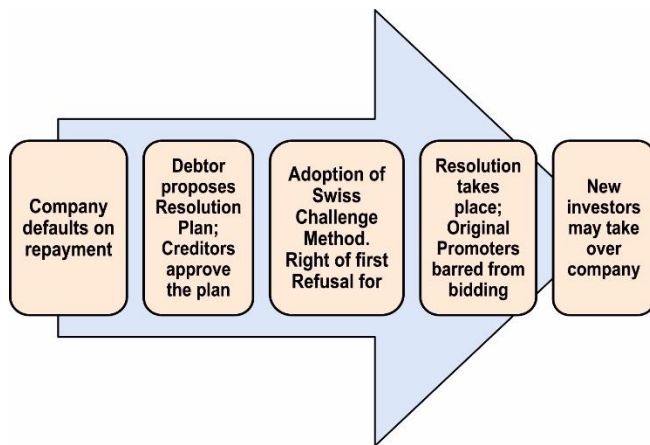 Company
defaults on
repayment
Debtor
proposes
Resolution
Plan;
Creditors
approve
the plan
Adoption of
Swiss
Challenge
Method.
Right of first
Refusal for
Resolution
takes
place;
Original
Promoters
barred from
bidding
New
investors
may take
over
company